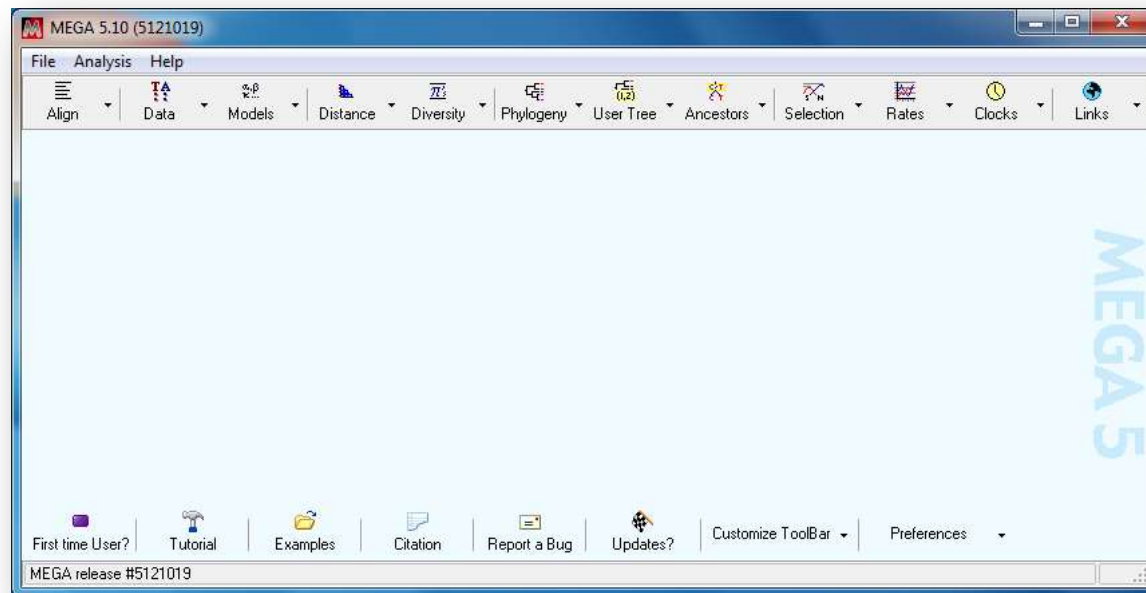 MEGA 5.10 (5121019)
File Analysis Help
Align Data Models Distance Diversity Phylogeny User Tree Ancestors Selection Rates Clocks Links
MEGA 5
First time User? Tutorial Examples Citation Report a Bug Updates? Customize ToolBar Preferences
MEGA release #5121019